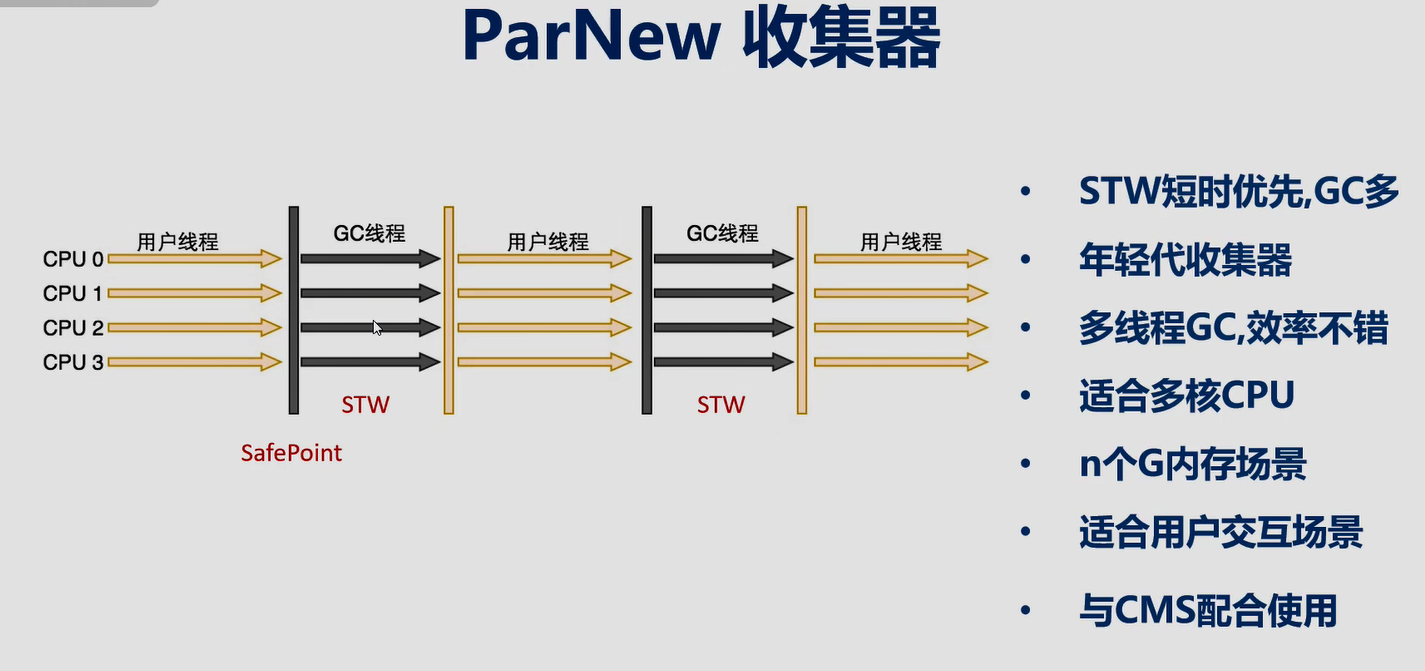 ParNew 收集器
用户线程
GC线程
用户线程
GC线程
用户线程
CPU 0
CPU 1
CPU 2
CPU 3
STW
STW
SafePoint
• STW短时优先,GC多
• 年轻代收集器
• 多线程GC,效率不错
• 适合多核CPU
• n个G内存场景
• 适合用户交互场景
• 与CMS配合使用